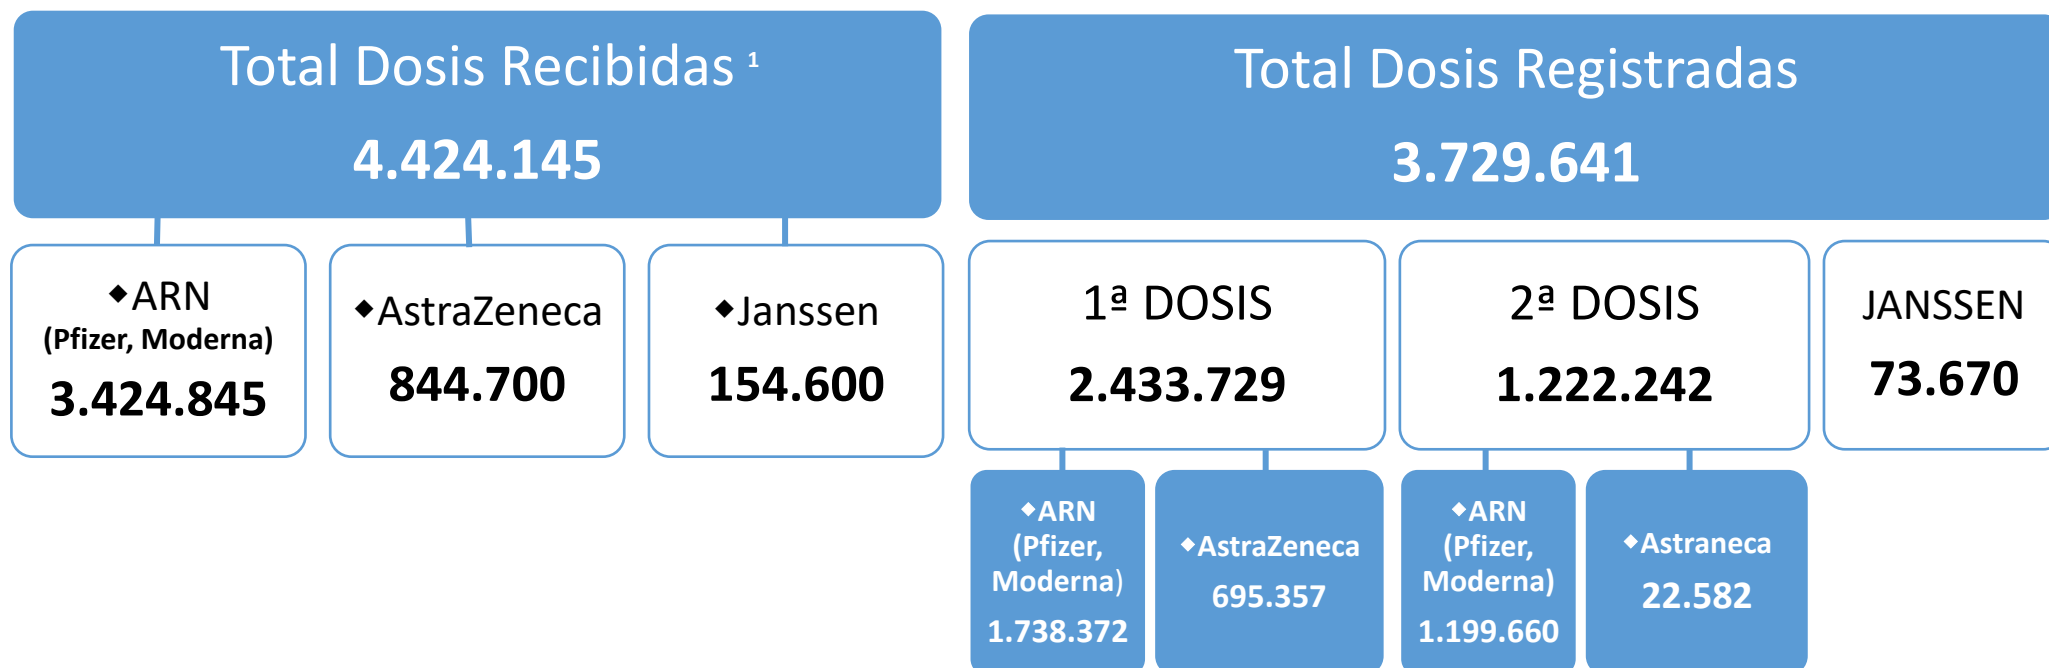 Total Dosis Recibidas ¹
4.424.145
◆ARN
(Pfizer, Moderna)
3.424.845
◆AstraZeneca
844.700
◆Janssen
154.600
Total Dosis Registradas
3.729.641
1ª DOSIS
2.433.729
◆ARN
(Pfizer,
Moderna)
1.738.372
◆AstraZeneca
695.357
2ª DOSIS
1.222.242
◆ARN
(Pfizer,
Moderna)
1.199.660
◆Astraneca
22.582
JANSSEN
73.670